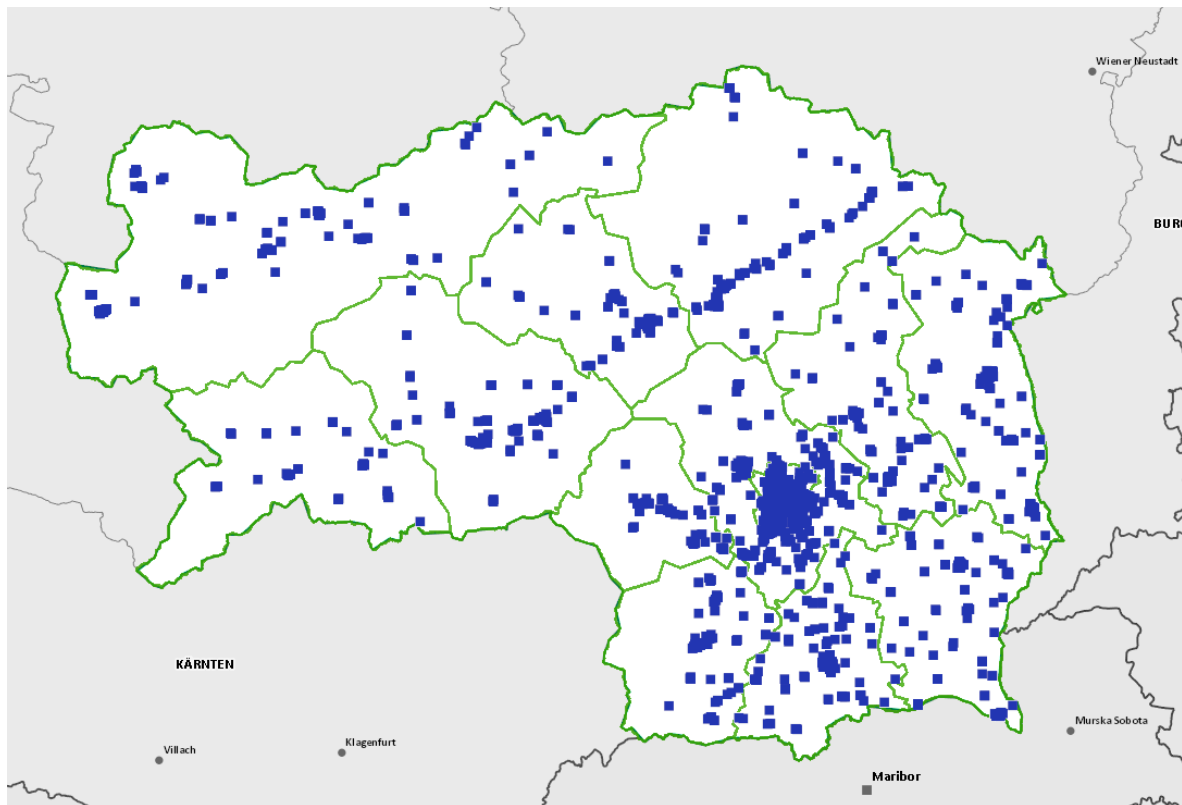 Wiener Neustadt
BURG
KÄRNTEN
Murska Sobota
Klagenfurt
Villach
Maribor